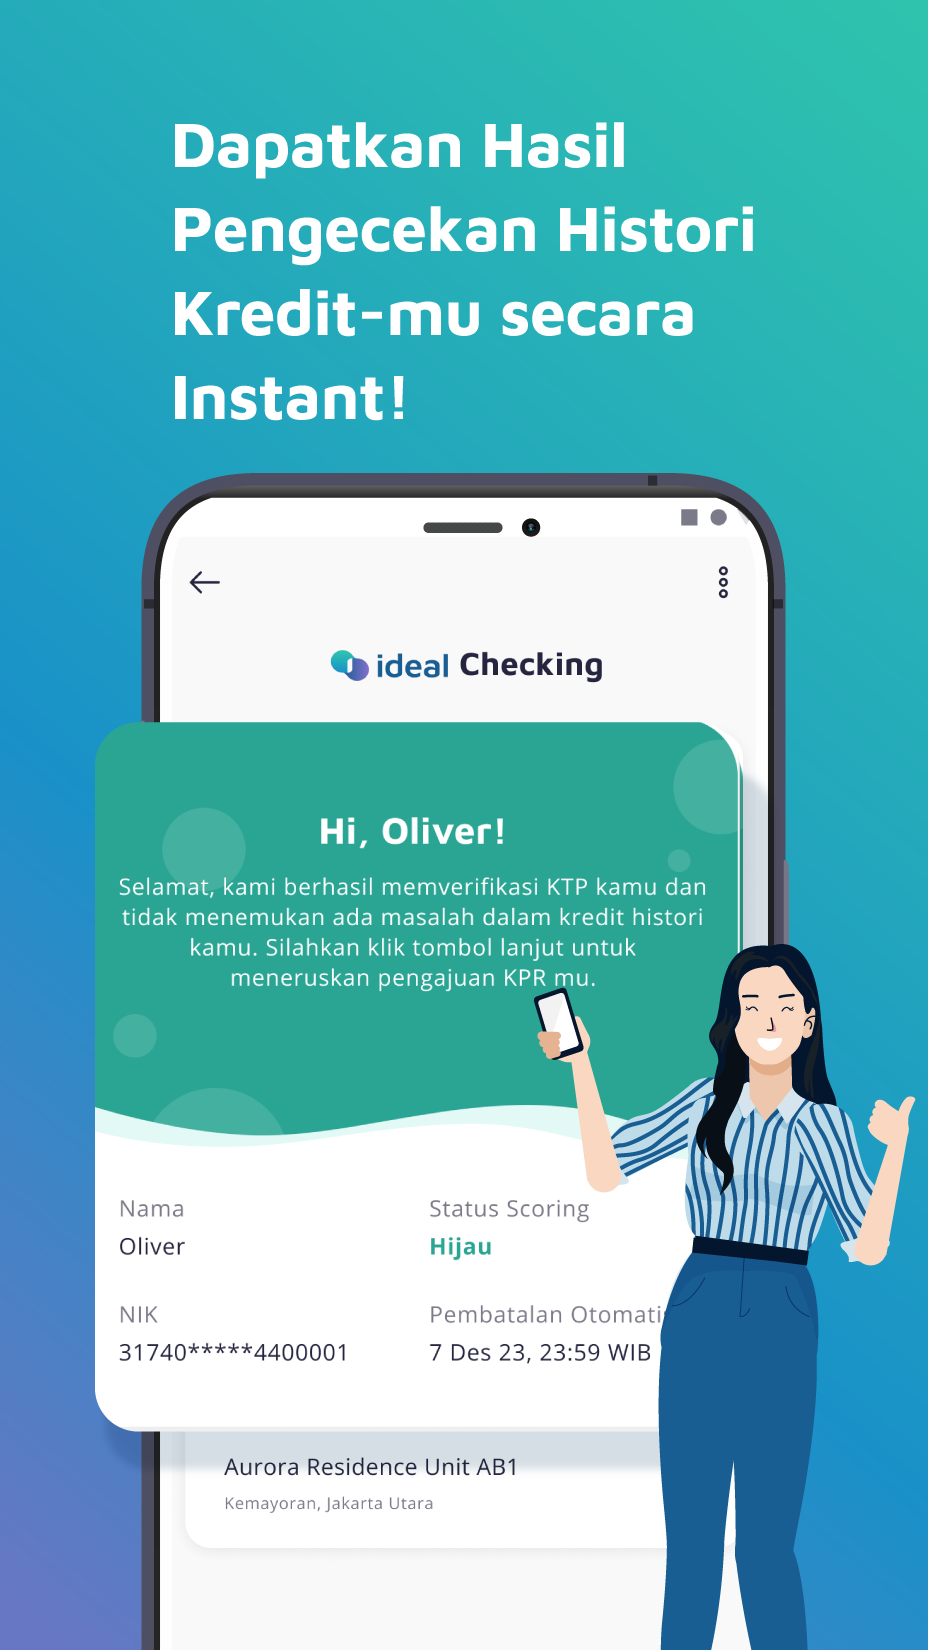 Dapatkan Hasil
Pengecekan Histori
Kredit-mu secara
Instant!
ideal Checking
Hi, Oliver!
Selamat, kami berhasil memverifikasi KTP kamu dan
tidak menemukan ada masalah dalam kredit histori
kamu. Silahkan klik tombol lanjut untuk
meneruskan pengajuan KPR mu.
Nama
Status Scoring
Oliver
Hijau
NIK
Pembatalan Otomatis
31740*****4400001
7 Des 23, 23:59 WIB
Aurora Residence Unit AB1
Kemayoran, Jakarta Utara